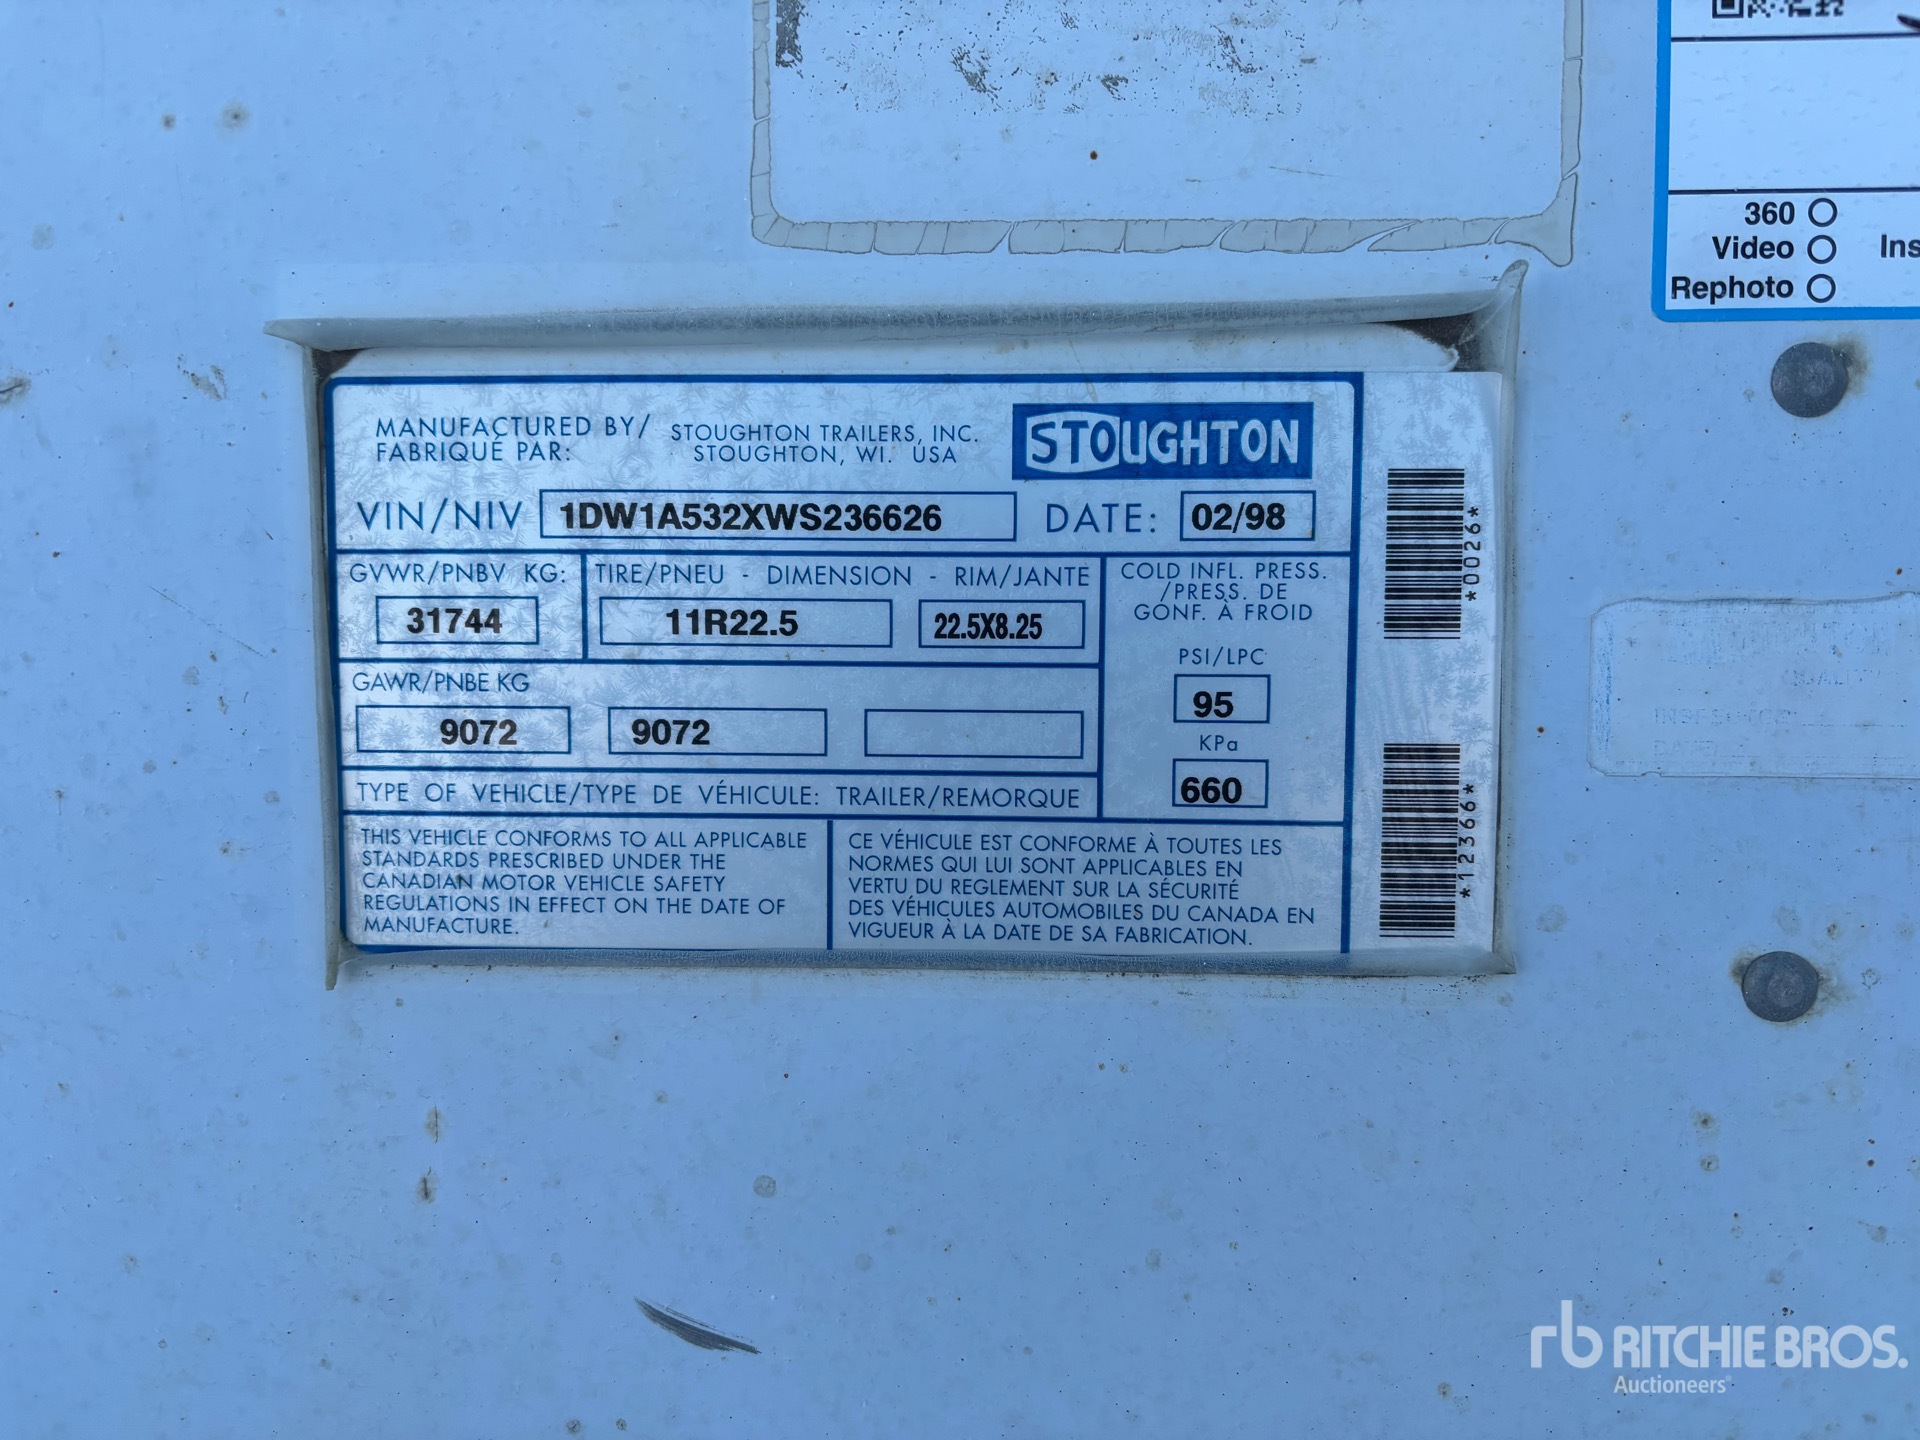 360
Video
Ins
Rephoto
MANUFACTURED BY/
FABRIQUÉ PAR:
STOUGHTON TRAILERS, INC.
STOUGHTON, WI. USA
STOUGHTON
VIN/NIV 1DW1A532XWS236626 DATE: 02/98
GVWR/PNBV KG:
31744
TIRE/PNEU - DIMENSION - RIM/JANTE
11R22.5 22.5X8.25
COLD INFL. PRESS.
/PRESS. DE
GONF. À FROID
PSI/LPC
95
KPa
660
GAWR/PNBE KG
9072 9072
TYPE OF VEHICLE/TYPE DE VÉHICULE: TRAILER/REMORQUE
THIS VEHICLE CONFORMS TO ALL APPLICABLE
STANDARDS PRESCRIBED UNDER THE
CANADIAN MOTOR VEHICLE SAFETY
REGULATIONS IN EFFECT ON THE DATE OF
MANUFACTURE.
CE VÉHICULE EST CONFORME À TOUTES LES
NORMES QUI LUI SONT APPLICABLES EN
VERTU DU REGLEMENT SUR LA SÉCURITÉ
DES VÉHICULES AUTOMOBILES DU CANADA EN
VIGUEUR À LA DATE DE SA FABRICATION.
*0026*
*12366*
rb RITCHIE BROS.
Auctioneers